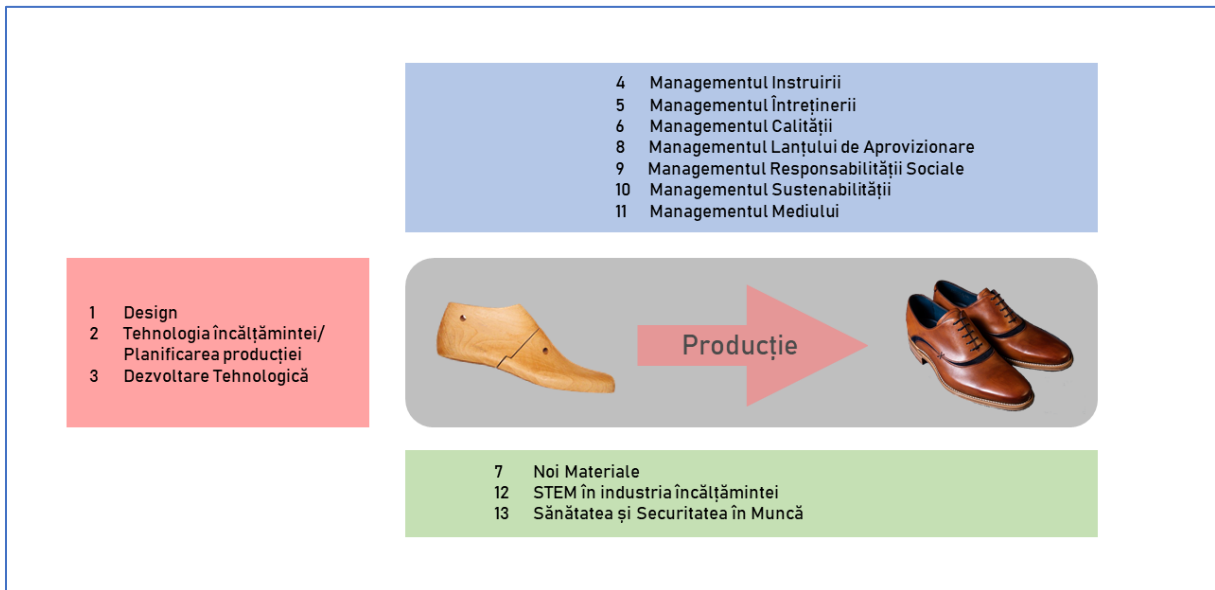 4 Managementul Instruirii
5 Managementul Întreținerii
6 Managementul Calității
8 Managementul Lanțului de Aprovizionare
9 Managementul Responsabilității Sociale
10 Managementul Sustenabilității
11 Managementul Mediului
1 Design
2 Tehnologia încălțămintei/
Planificarea producției
3 Dezvoltare Tehnologică
Producție
7 Noi Materiale
12 STEM în industria încălțămintei
13 Sănătatea și Securitatea în Muncă